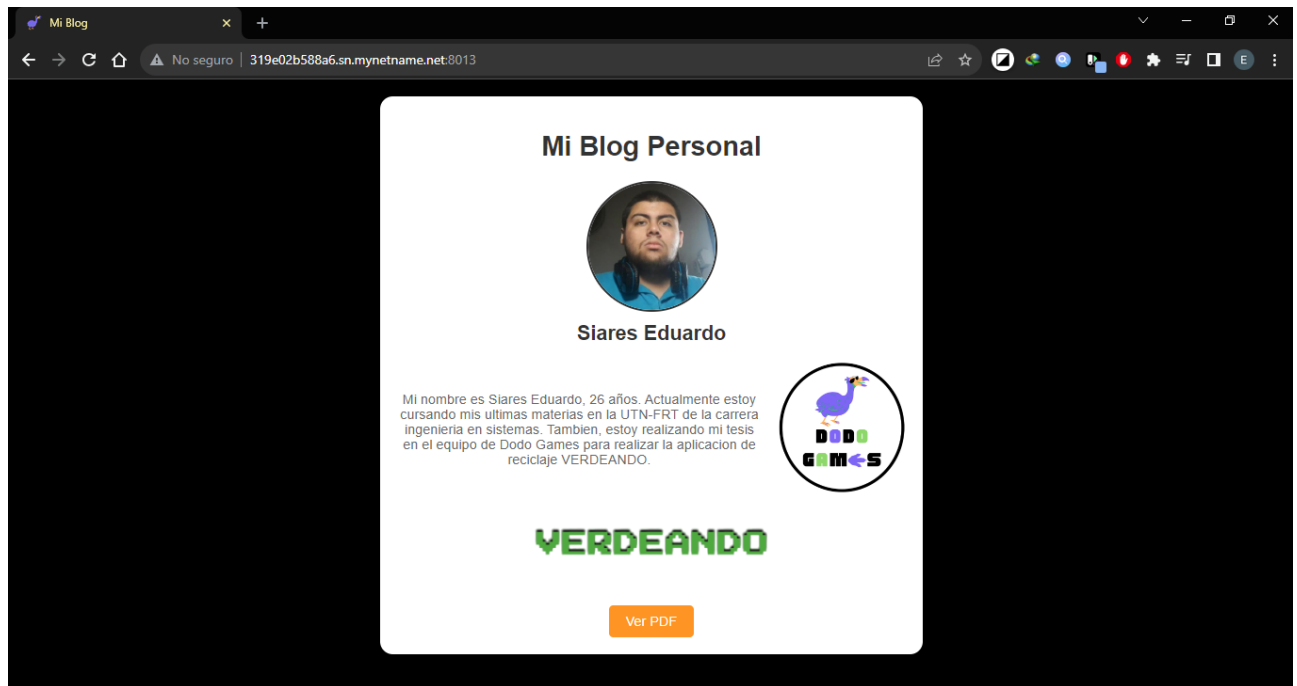 Mi Blog
No seguro | 319e02b588a6.sn.mynetname.net:8013
E
Mi Blog Personal
Siares Eduardo
Mi nombre es Siares Eduardo, 26 años. Actualmente estoy
cursando mis ultimas materias en la UTN-FRT de la carrera
ingenieria en sistemas. Tambien, estoy realizando mi tesis
en el equipo de Dodo Games para realizar la aplicacion de
reciclaje VERDEANDO.
DODO
GAMES
VERDEANDO
Ver PDF